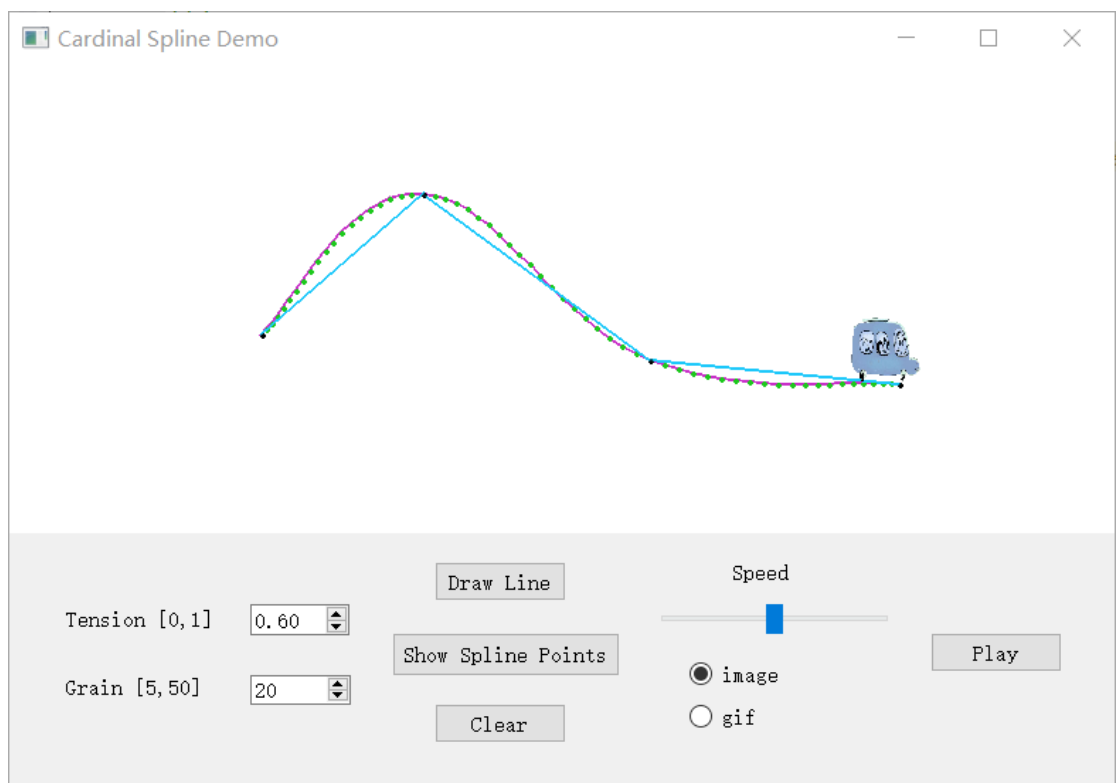 Cardinal Spline Demo
Draw Line
Speed
Tension [0,1]
0.60
Show Spline Points
Play
Grain [5,50]
20
image
Clear
gif